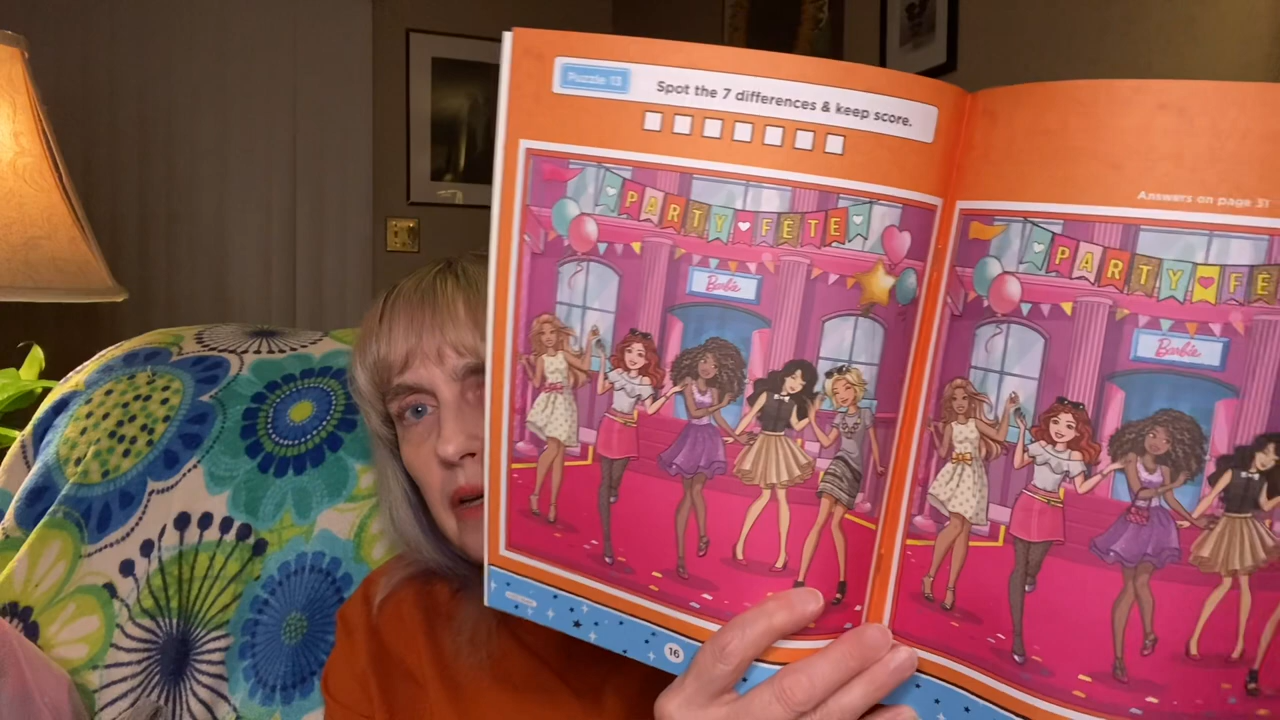 Puzzle 13
Spot the 7 differences & keep score.
PARTY FÊTE
Barbie
16
Answers on page 31
PARTY FÊ
Barbie